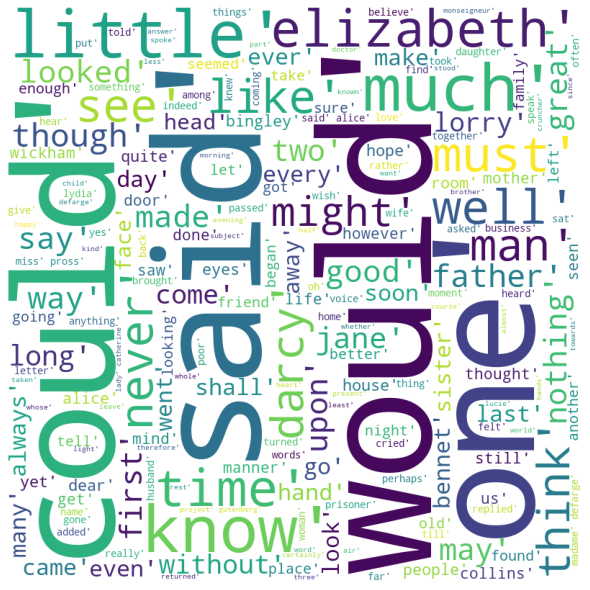 little'
elizabeth'
could'
said'
would'
one'
much'
must'
well'
man'
see'
like'
know'
time'
looked'
though'
say'
way'
long'
never'
made'
come'
might'
good'
father'
darcy'
jane'
upon'
first'
think'
nothing'
great'
lorry'
make'
ever'
two'
every'
head'
bingley'
day'
quite'
face'
without'
hand'
shall'
soon'
last'
may'
bennet'
sister'
look'
go'
us'
even'
came'
many'
always'
enough'
seemed'
wickham'
door'
done'
eyes'
away'
however'
hope'
room'
mother'
family'
left'
seen'
another'
thought'
still'
found'
collins'
people'
old'
house'
night'
life'
friend'
began'
went'
looking'
saw'
got'
let'
going'
alice'
mind'
manner'
place'
dear'
get'
yet'
tell'
better'
sure'
take'
put'
told'
things'
something'
among'
indeed'
knew'
coming'
said' alice'
love'
believe'
find'
took'
stood'
daughter'
doctor'
known'
monseigneur'
answer'
spoke'
less'
part'
often'
since'
speak'
cruncher'
together'
rather'
want'
brother'
wish'
wife'
asked'
business'
sat'
heard'
moment'
voice'
home'
oh'
half'
passed'
morning'
evening'
subject'
child'
lydia'
defarge'
yes'
hear'
give'
happy'
kind'
back'
miss' pross'
brought'
anything'
letter'
taken'
lady' catherine'
poor'
whole'
whose'
leave'
light'
name'
gone'
added'
really'
husband'
rest'
therefore'
turned'
words'
heart'
present'
least'
thing'
whether'
course'
almost'
towards'
cried'
felt'
lucie'
world'
hands'
replied'
perhaps'
till'
prisoner'
woman'
word'
project' gutenberg'
certainly'
returned'
three'
air'
far'
madame' defarge'